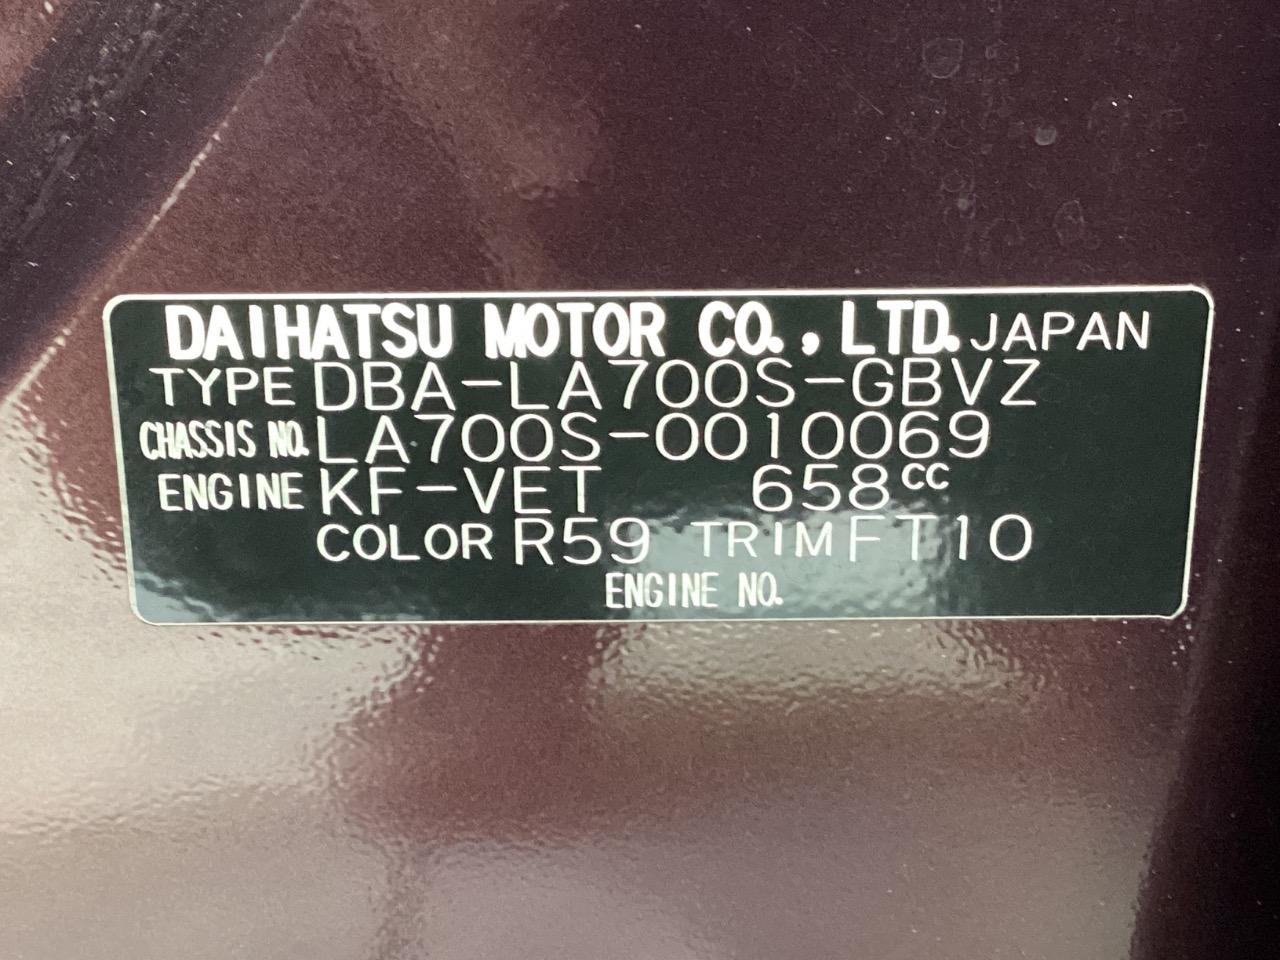 DAIHATSU MOTOR CO., LTD. JAPAN
TYPE DBA-LA700S-GBVZ
CHASSIS NO. LA700S-0010069
ENGINE KF-VET 658cc
COLOR R59 TRIM FT10
ENGINE NO.